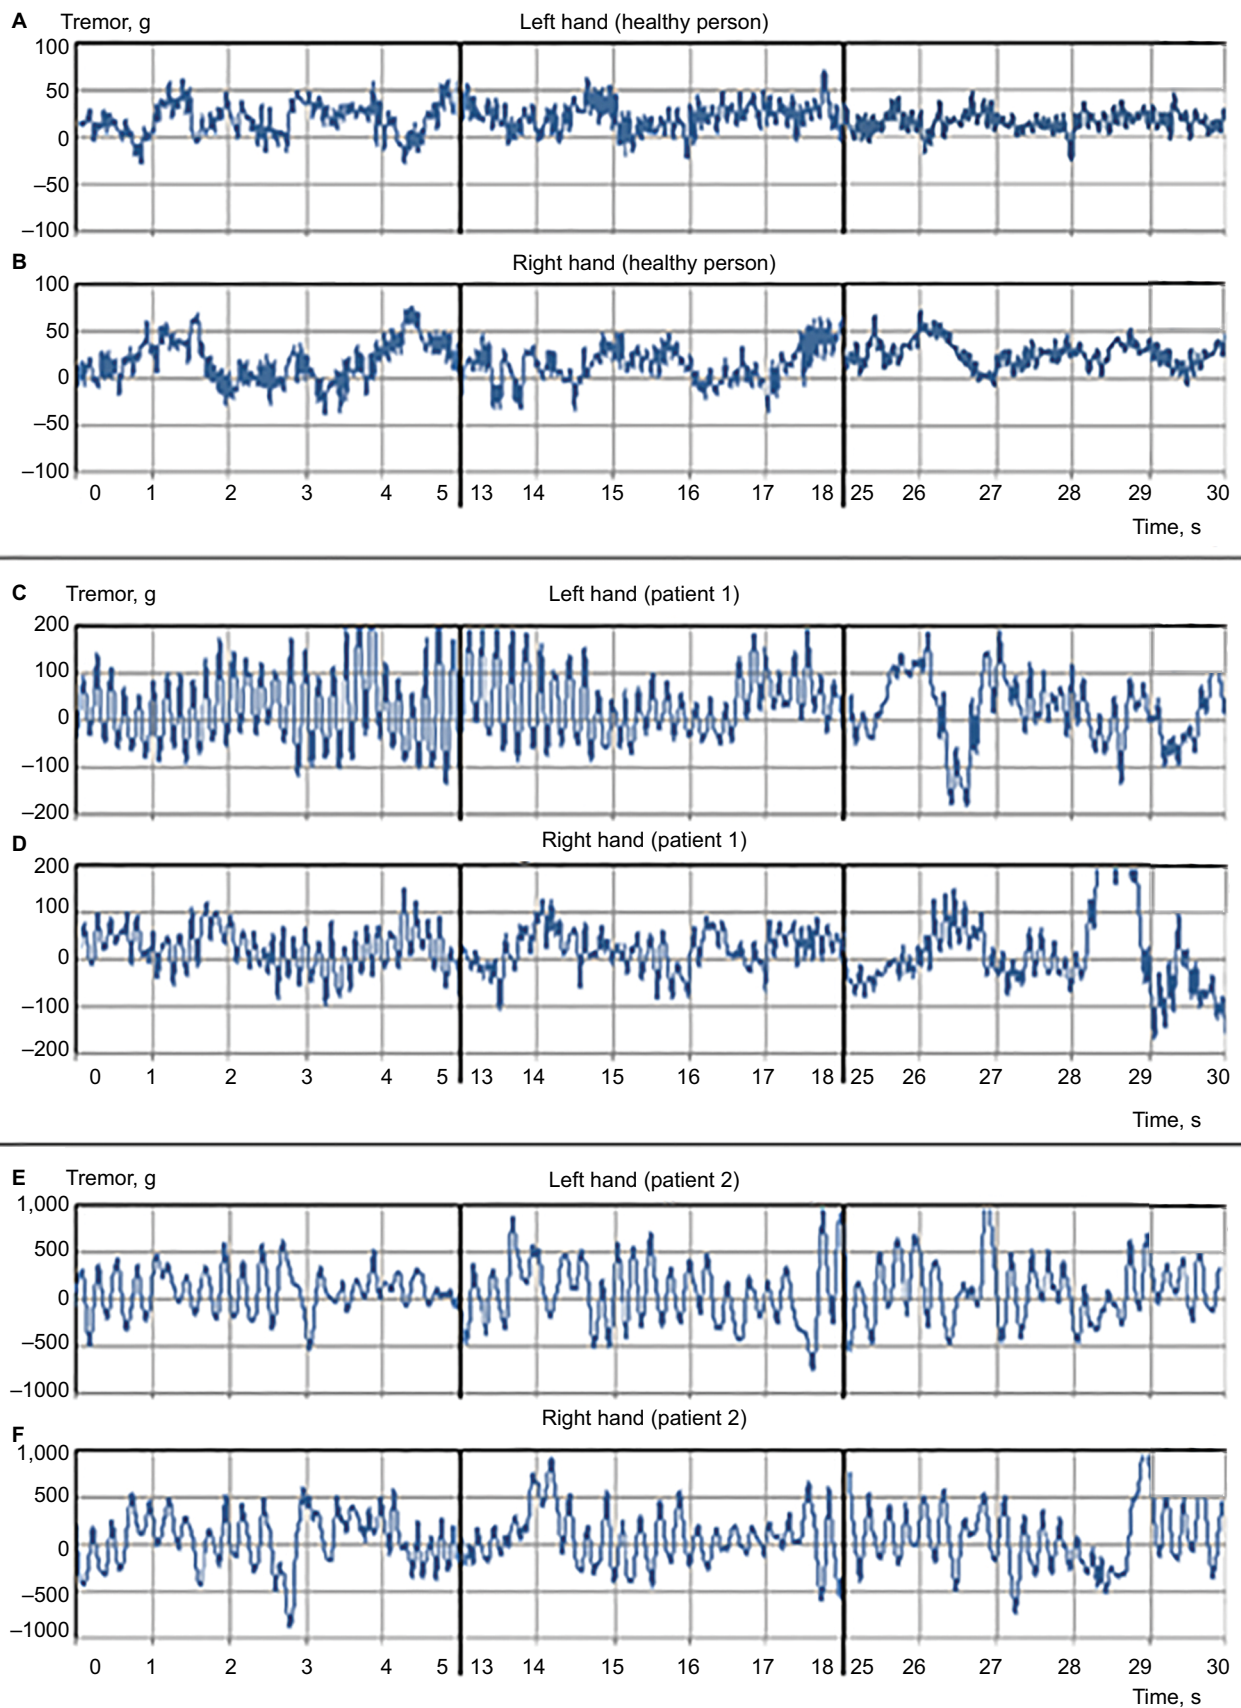 A Tremor, g Left hand (healthy person)
100
50
0
–50
–100
B Right hand (healthy person)
100
50
0
–50
–100
0 1 2 3 4 5 13 14 15 16 17 18 25 26 27 28 29 30
Time, s
C Tremor, g Left hand (patient 1)
200
100
0
–100
–200
D Right hand (patient 1)
200
100
0
–100
–200
0 1 2 3 4 5 13 14 15 16 17 18 25 26 27 28 29 30
Time, s
E Tremor, g Left hand (patient 2)
1,000
500
0
–500
–1000
F Right hand (patient 2)
1,000
500
0
–500
–1000
0 1 2 3 4 5 13 14 15 16 17 18 25 26 27 28 29 30
Time, s